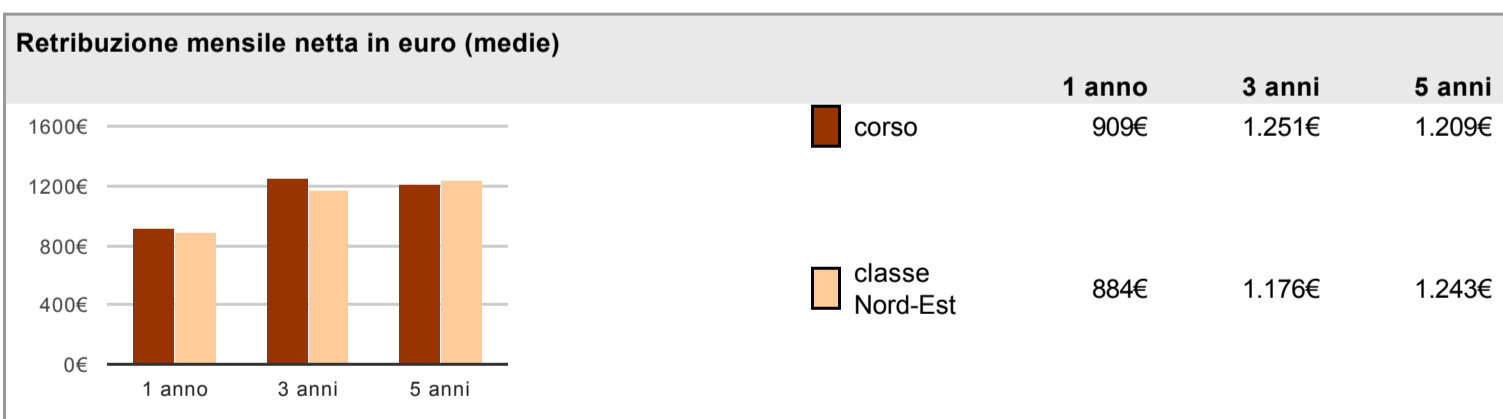 Retribuzione mensile netta in euro (medie)
1 anno 3 anni 5 anni
1600€
1200€
800€
400€
0€
1 anno 3 anni 5 anni
corso 909€ 1.251€ 1.209€
classe
Nord-Est 884€ 1.176€ 1.243€